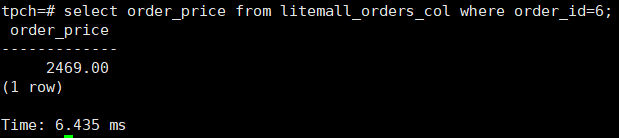 tpch=# select order_price from litemall_orders_col where order_id=6;
 order_price
-------------
     2469.00
(1 row)

Time: 6.435 ms